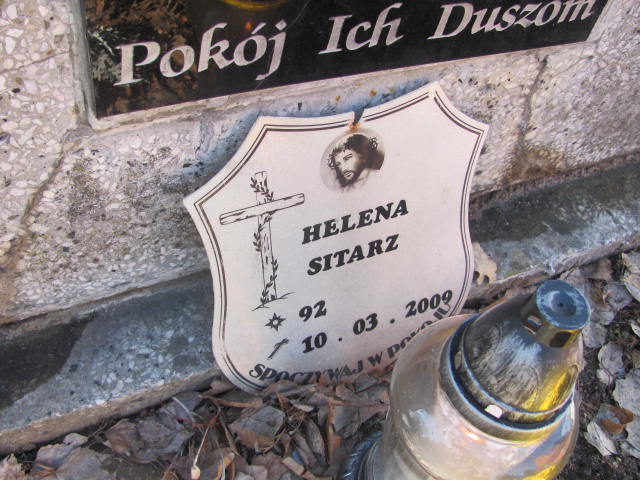 Pokój Ich Duszom
HELENA
SITARZ
92
10 . 03 . 2009
SPOCZYWAJ W POKOJU